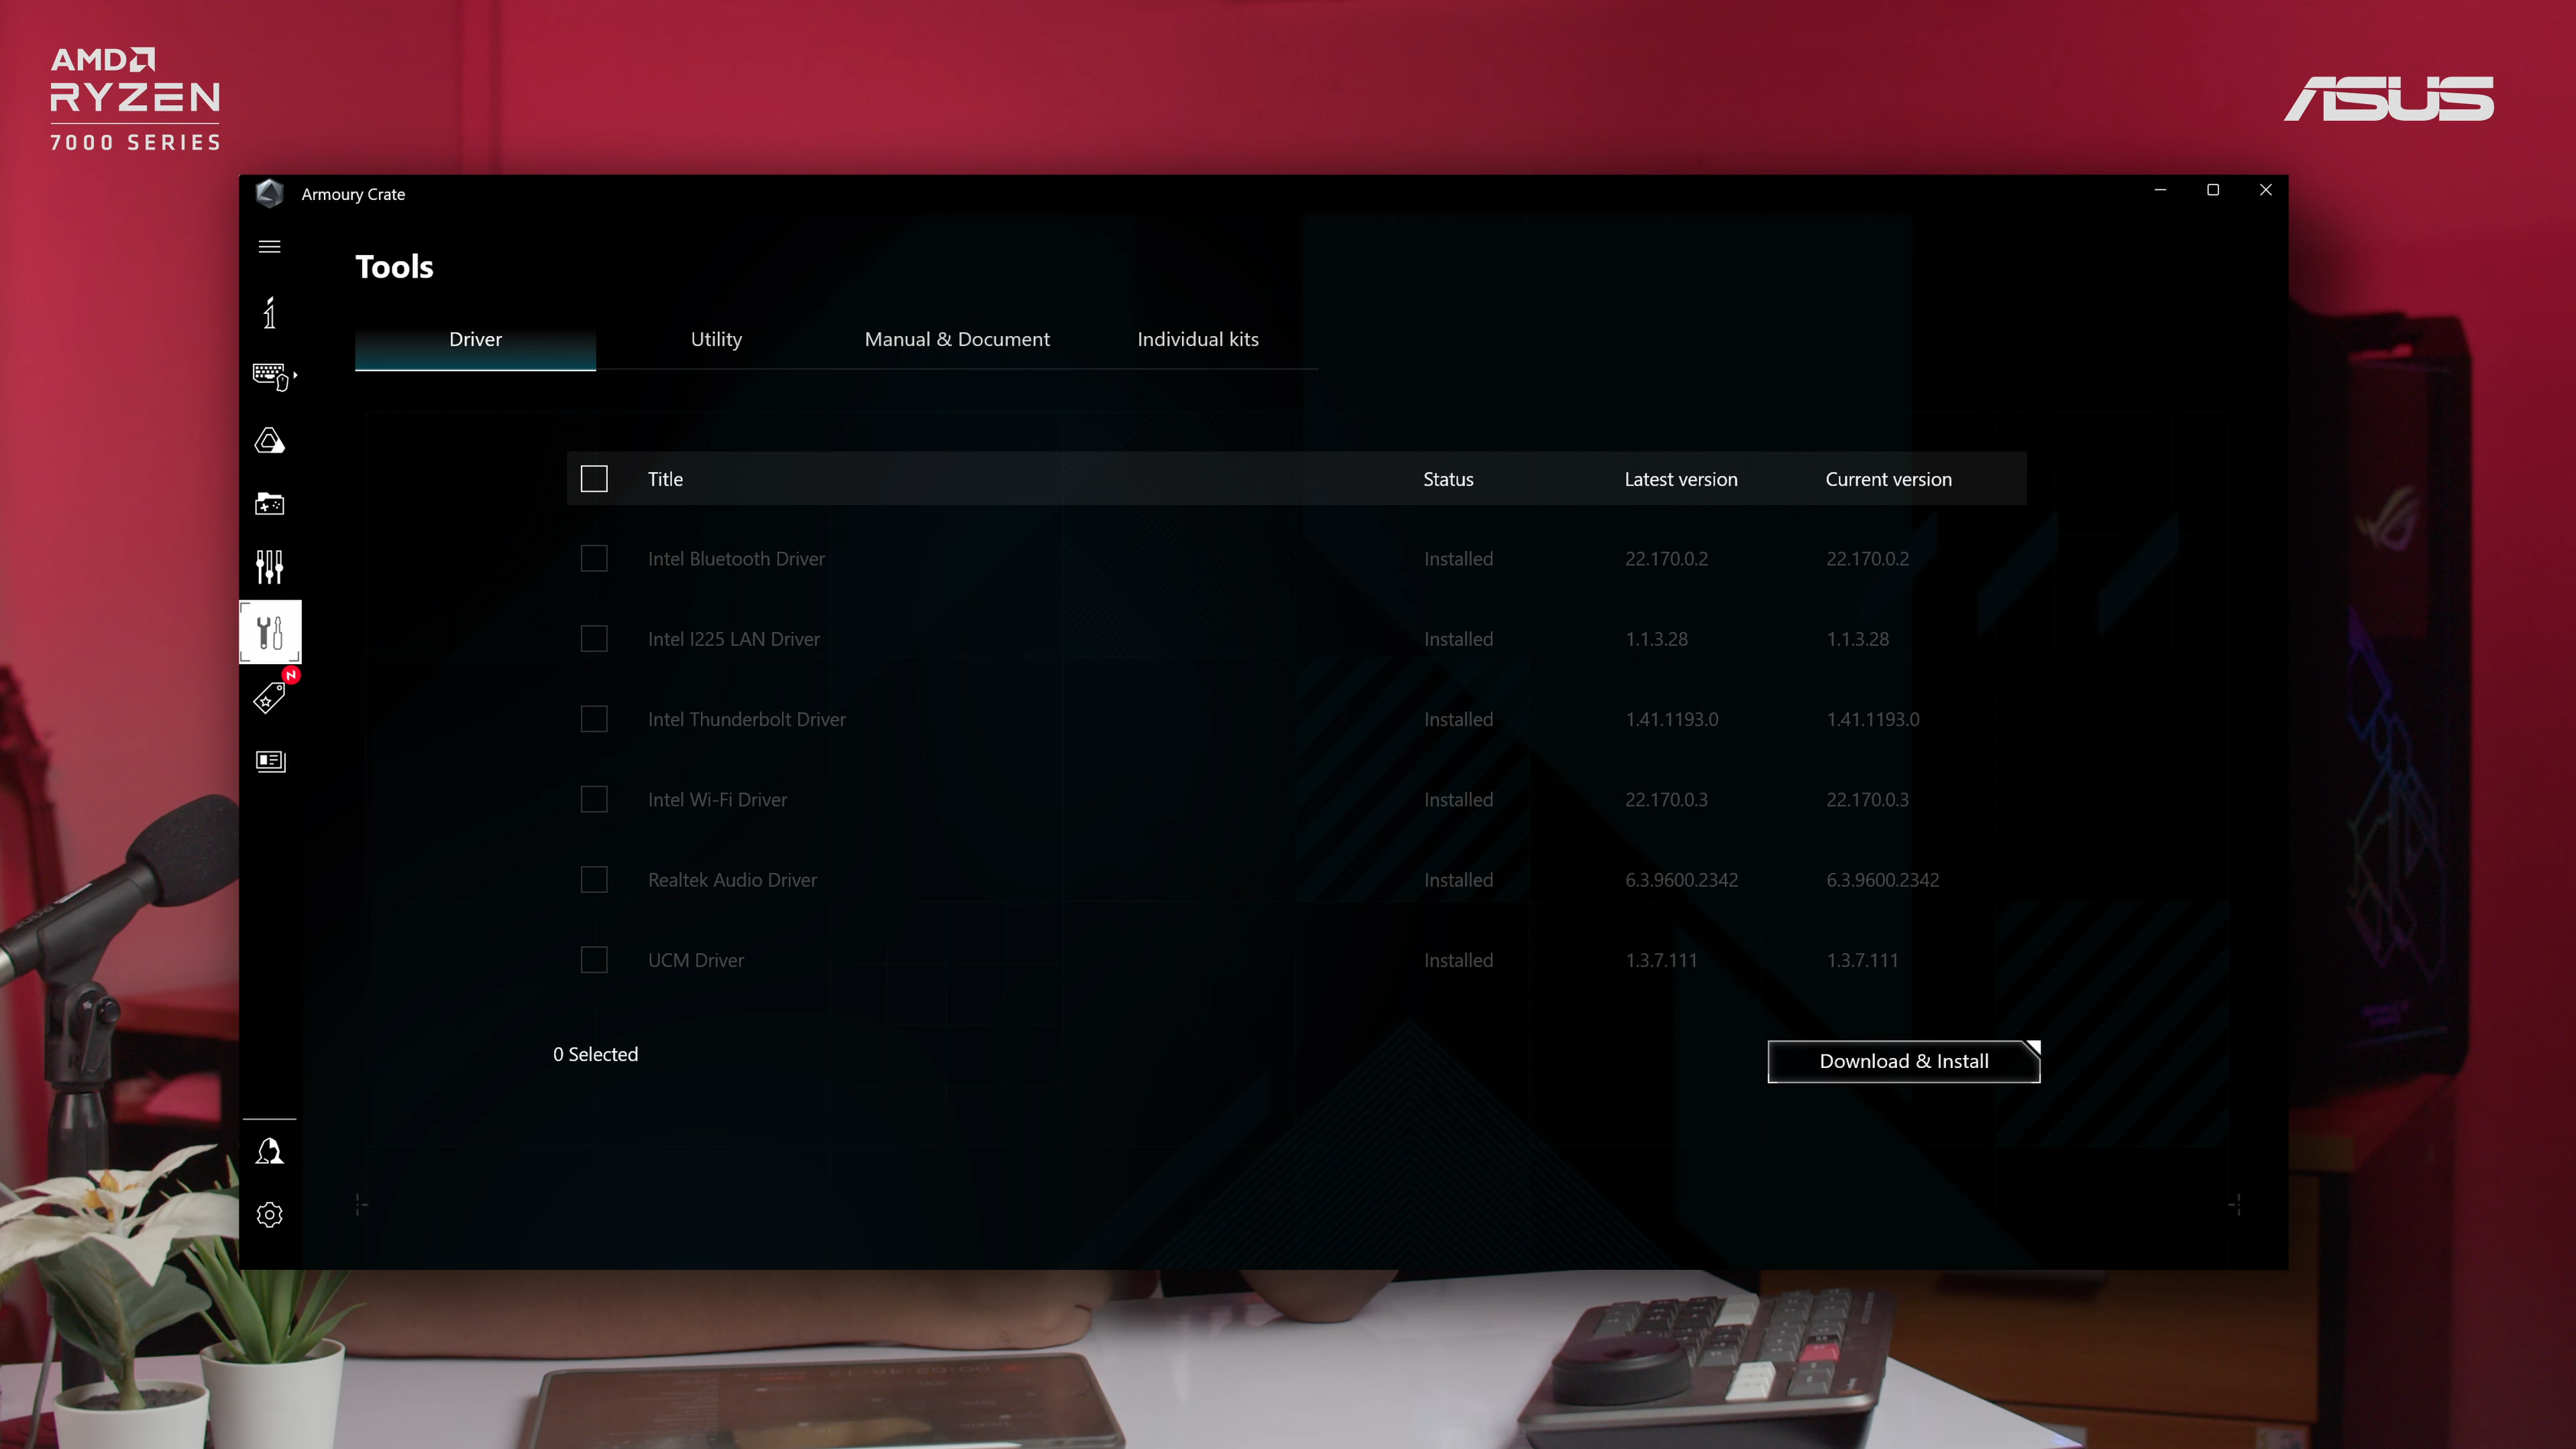 AMD
RYZEN
7000 SERIES
ASUS
Armoury Crate
Tools
Driver Utility Manual & Document Individual kits
Title Status Latest version Current version
Intel Bluetooth Driver Installed 22.170.0.2 22.170.0.2
Intel I225 LAN Driver Installed 1.1.3.28 1.1.3.28
Intel Thunderbolt Driver Installed 1.41.1193.0 1.41.1193.0
Intel Wi-Fi Driver Installed 22.170.0.3 22.170.0.3
Realtek Audio Driver Installed 6.3.9600.2342 6.3.9600.2342
UCM Driver Installed 1.3.7.111 1.3.7.111
0 Selected
Download & Install